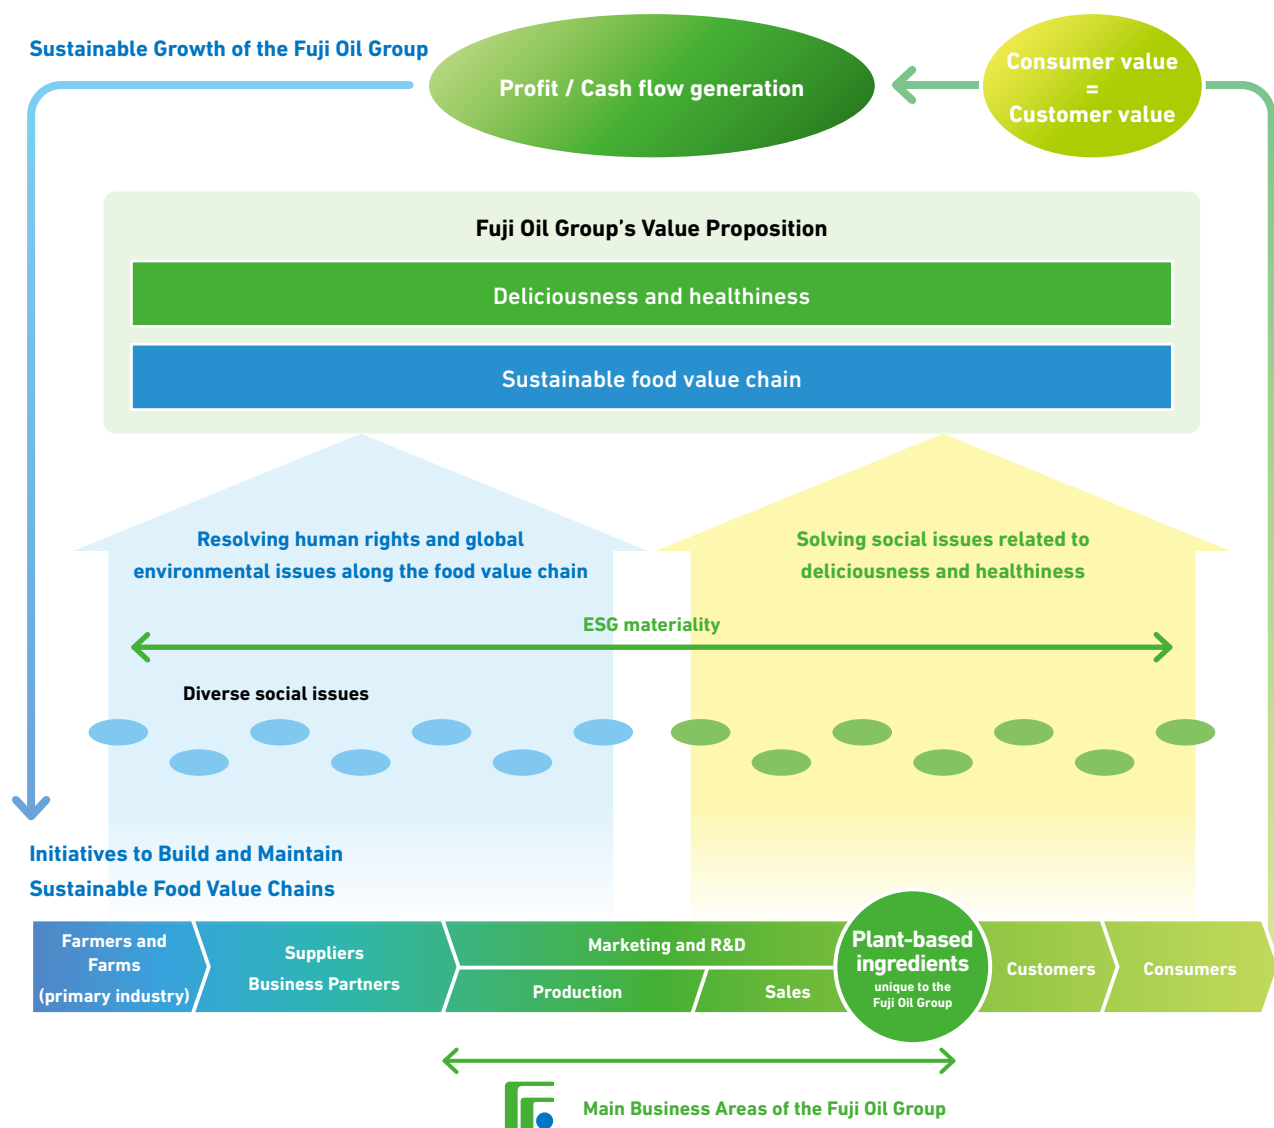 Sustainable Growth of the Fuji Oil Group
Profit / Cash flow generation
Consumer value
=
Customer value
Fuji Oil Group’s Value Proposition
Deliciousness and healthiness
Sustainable food value chain
Resolving human rights and global
environmental issues along the food value chain
Solving social issues related to
deliciousness and healthiness
ESG materiality
Diverse social issues
Initiatives to Build and Maintain
Sustainable Food Value Chains
Farmers and
Farms
(primary industry)
Suppliers
Business Partners
Marketing and R&D
Production
Sales
Plant-based
ingredients
unique to the
Fuji Oil Group
Customers
Consumers
Main Business Areas of the Fuji Oil Group